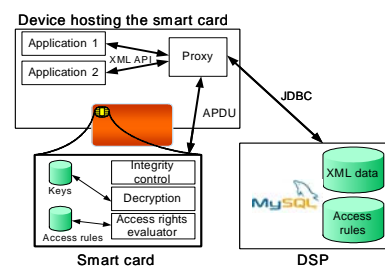 Device hosting the smart card
Application 1
Application 2
XML API
Proxy
APDU
JDBC
Keys
Access rules
Integrity
control
Decryption
Access rights
evaluator
Smart card
XML data
MySQL
Access
rules
DSP